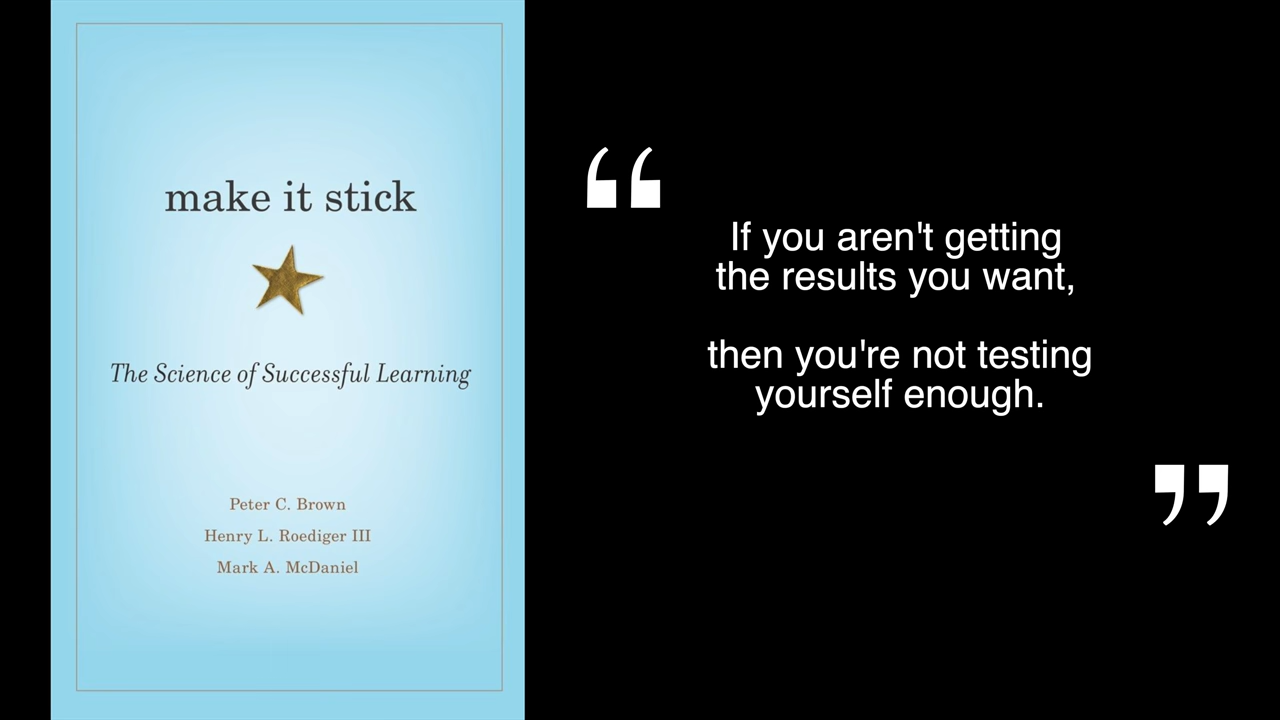 make it stick
The Science of Successful Learning
Peter C. Brown
Henry L. Roediger III
Mark A. McDaniel
“
If you aren't getting
the results you want,
then you're not testing
yourself enough.
”